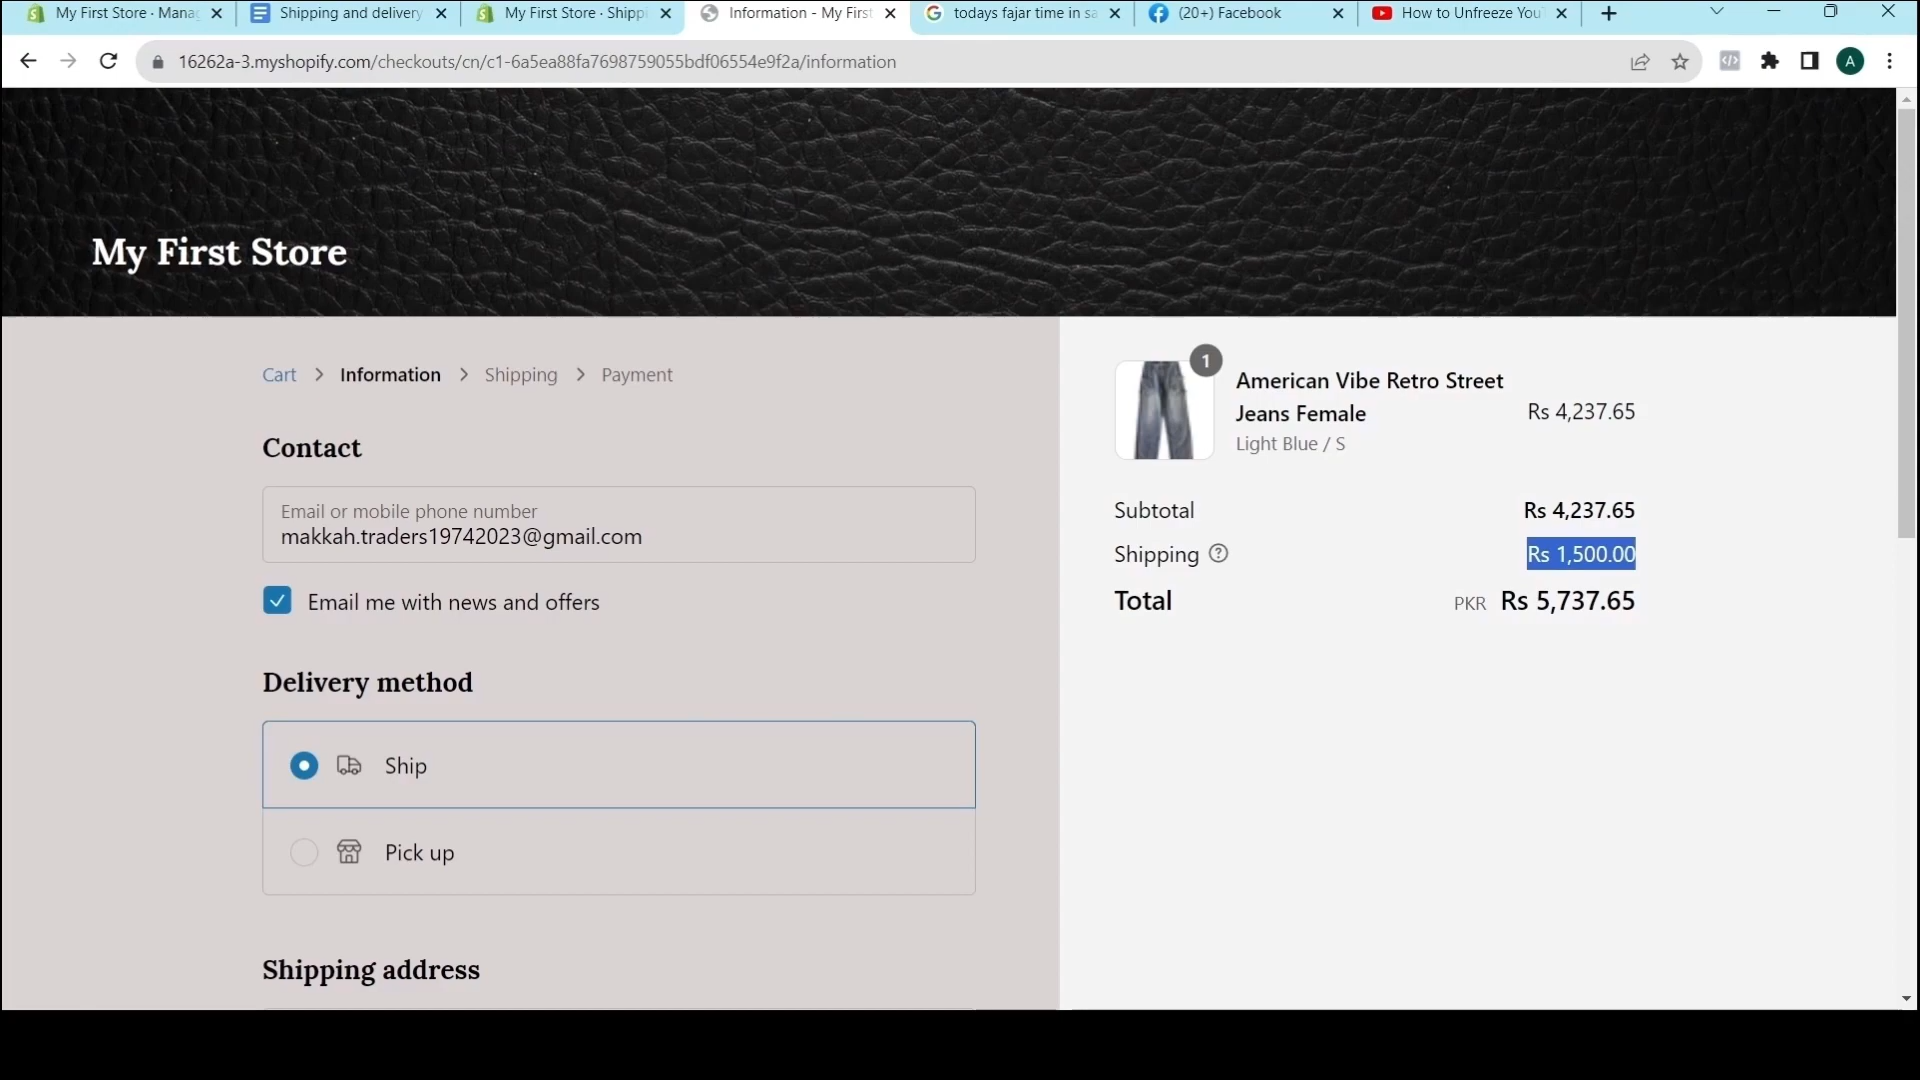 My First Store · Mana
Shipping and delivery
My First Store · Shippi
Information - My First
todays fajar time in sa
(20+) Facebook
How to Unfreeze You
16262a-3.myshopify.com/checkouts/cn/c1-6a5ea88fa7698759055bdf06554e9f2a/information
A
My First Store
Cart > Information > Shipping > Payment
Contact
Email or mobile phone number
makkah.traders19742023@gmail.com
Email me with news and offers
Delivery method
Ship
Pick up
Shipping address
1
American Vibe Retro Street
Jeans Female
Rs 4,237.65
Light Blue / S
Subtotal Rs 4,237.65
Shipping Rs 1,500.00
Total PKR Rs 5,737.65